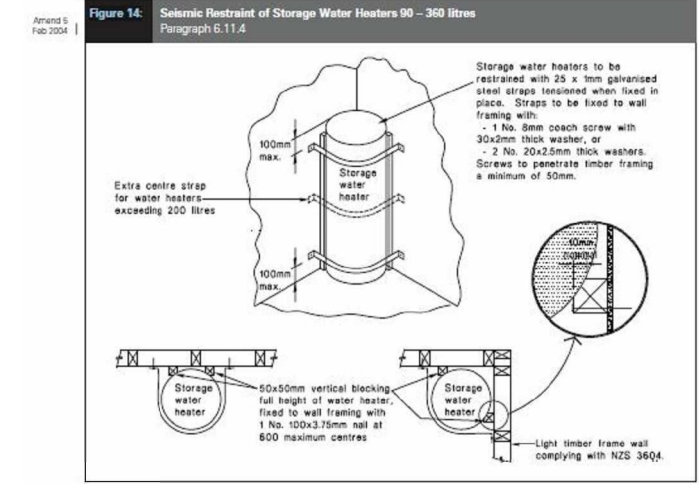 Amend 5
Feb 2004
Figure 14: Seismic Restraint of Storage Water Heaters 90 – 360 litres
Paragraph 6.11.4
Storage water heaters to be
restrained with 25 x 1mm galvanised
steel straps tensioned when fixed in
place. Straps to be fixed to wall
framing with:
- 1 No. 8mm coach screw with
30x2mm thick washer, or
- 2 No. 20x2.5mm thick washers.
Screws to penetrate timber framing
a minimum of 50mm.
100mm
max.
Storage
water
heater
Extra centre strap
for water heaters
exceeding 200 litres
100mm
max.
10mm
Storage
water
heater
50x50mm vertical blocking
full height of water heater,
fixed to wall framing with
1 No. 100x3.75mm nail at
600 maximum centres
Storage
water
heater
Light timber frame wall
complying with NZS 3604.